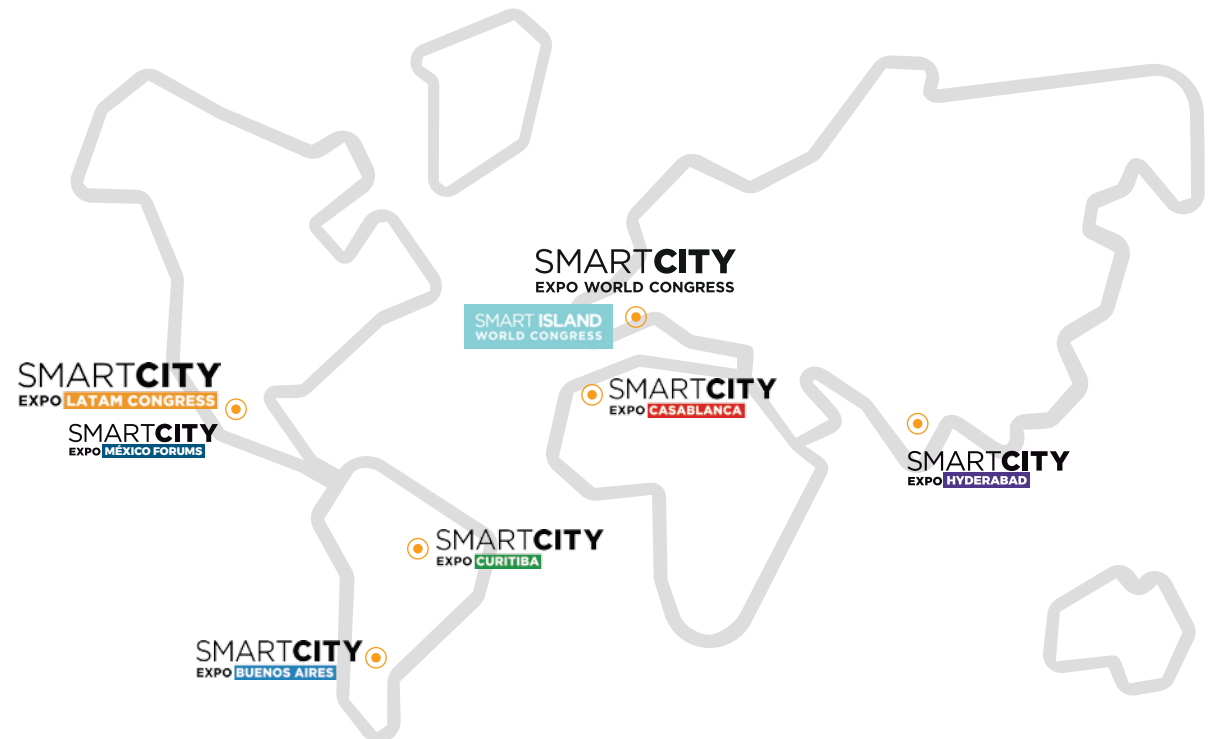 SMARTCITY
EXPO WORLD CONGRESS
SMART ISLAND
WORLD CONGRESS
SMARTCITY
EXPO LATAM CONGRESS
SMARTCITY
EXPO MÉXICO FORUMS
SMARTCITY
EXPO CASABLANCA
SMARTCITY
EXPO HYDERABAD
SMARTCITY
EXPO CURITIBA
SMARTCITY
EXPO BUENOS AIRES